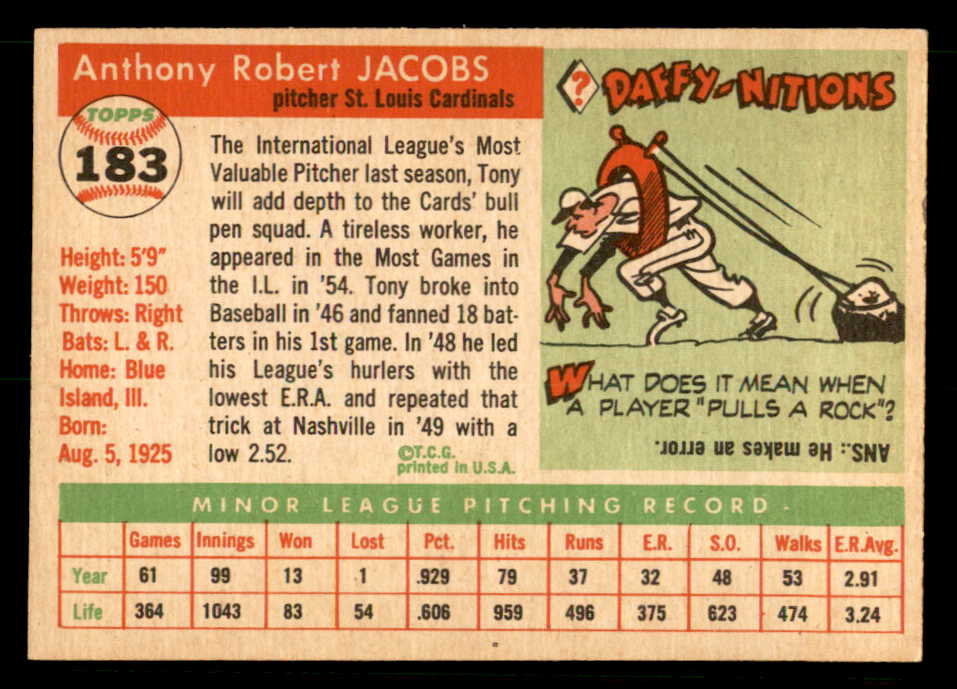 Anthony Robert JACOBS
pitcher St. Louis Cardinals
TOPPS
183
Height: 5'9"
Weight: 150
Throws: Right
Bats: L. & R.
Home: Blue
Island, Ill.
Born:
Aug. 5, 1925
The International League's Most
Valuable Pitcher last season, Tony
will add depth to the Cards' bull
pen squad. A tireless worker, he
appeared in the Most Games in
the I.L. in '54. Tony broke into
Baseball in '46 and fanned 18 bat-
ters in his 1st game. In '48 he led
his League's hurlers with the
lowest E.R.A. and repeated that
trick at Nashville in '49 with a
low 2.52.
©T.C.G.
printed in U.S.A.
? DAFFY-NITIONS
WHAT DOES IT MEAN WHEN
A PLAYER "PULLS A ROCK"?
ANS.: He makes an error.
MINOR LEAGUE PITCHING RECORD -
Games Innings Won Lost Pct. Hits Runs E.R. S.O. Walks E.R.Avg.
Year 61 99 13 1 .929 79 37 32 48 53 2.91
Life 364 1043 83 54 .606 959 496 375 623 474 3.24